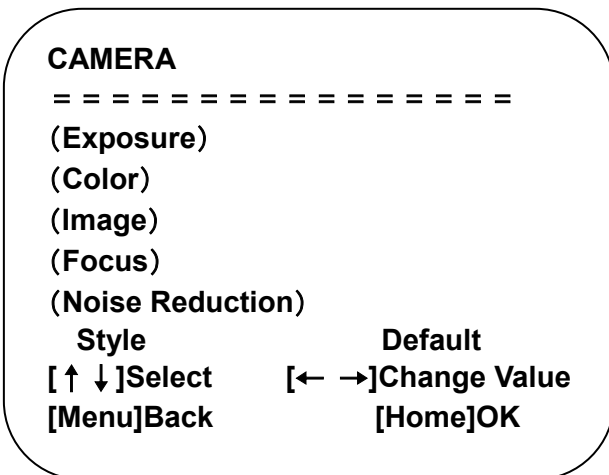 CAMERA
= = = = = = = = = = = = = = = =
（Exposure）
（Color）
（Image）
（Focus）
（Noise Reduction）
Style Default
[↑ ↓]Select [← →]Change Value
[Menu]Back [Home]OK